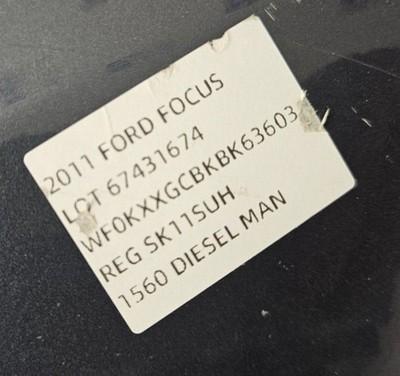 2011 FORD FOCUS
LOT 67431674
WF0KXXGCBKBK63603
REG SK11SUH
1560 DIESEL MAN